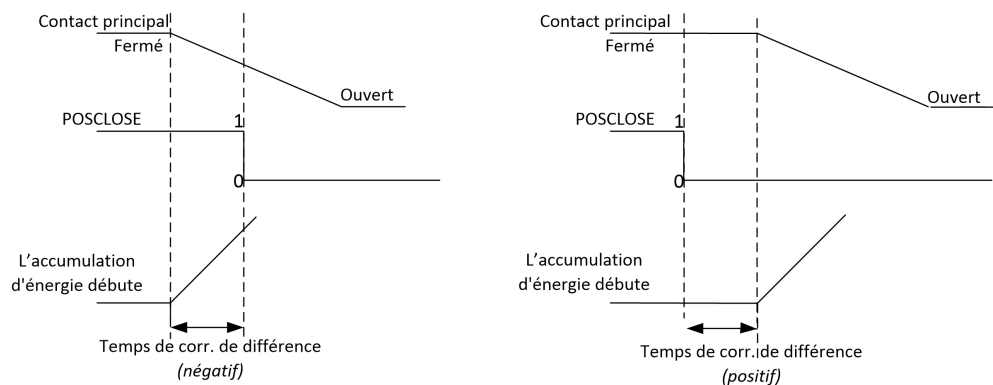 Contact principal
Fermé
Ouvert
POSCLOSE
1
0
L’accumulation
d'énergie débute
Temps de corr. de différence
(négatif)
Contact principal
Fermé
Ouvert
POSCLOSE
1
0
L’accumulation
d'énergie débute
Temps de corr. de différence
(positif)